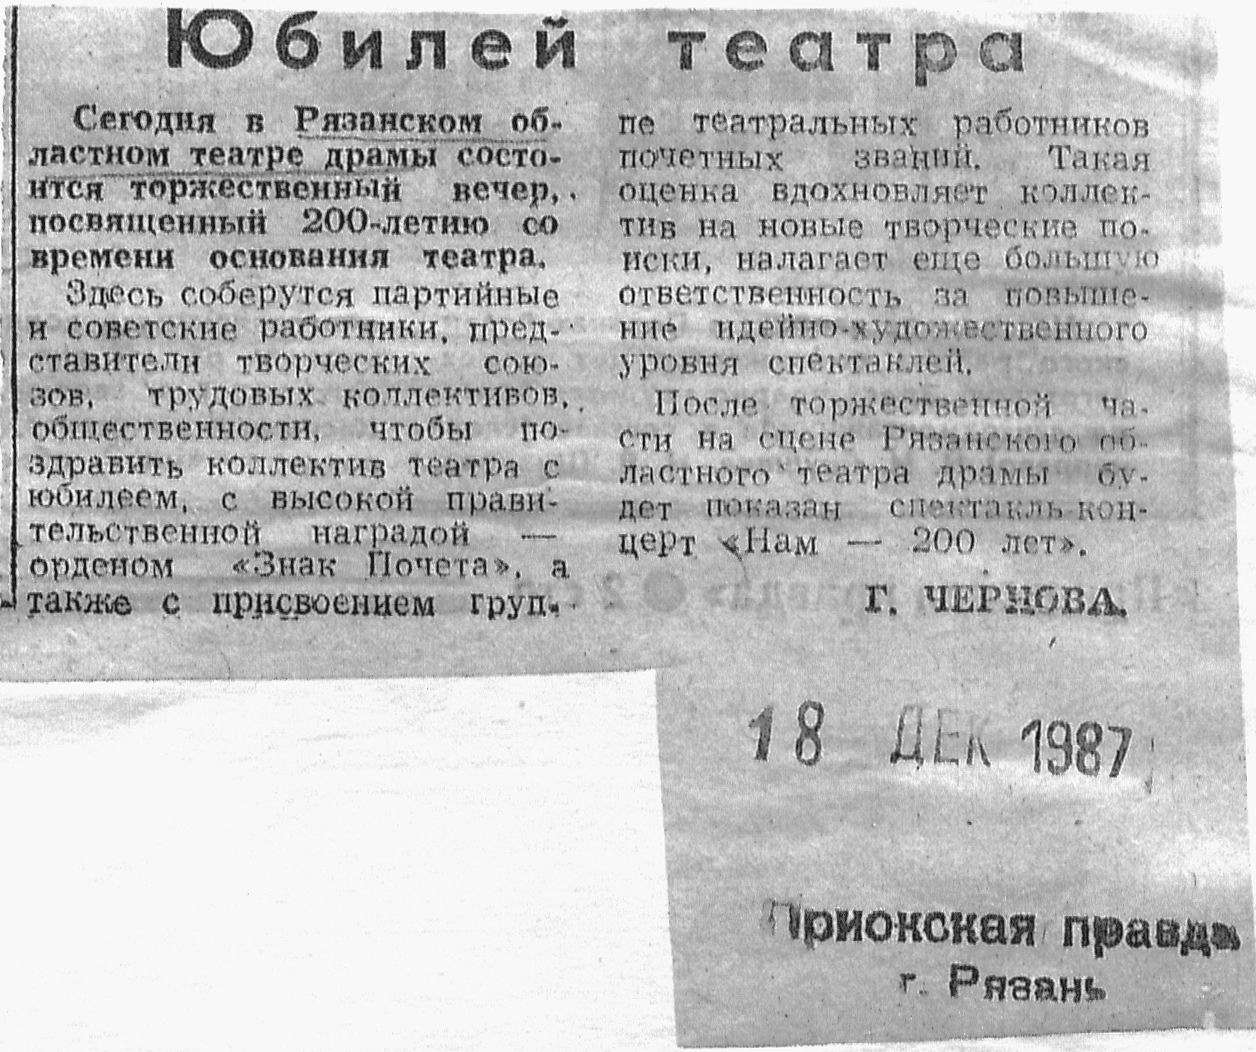 Юбилей театра
Сегодня в Рязанском об-
ластном театре драмы состо-
ится торжественный вечер,
посвященный 200-летию со
времени основания театра.
Здесь соберутся партийные
и советские работники, пред-
ставители творческих сою-
зов, трудовых коллективов,
общественности, чтобы по-
здравить коллектив театра с
юбилеем, с высокой прави-
тельственной наградой —
орденом «Знак Почета», а
также с присвоением груп-
пе театральных работников
почетных званий. Такая
оценка вдохновляет коллек-
тив на новые творческие по-
иски, налагает еще большую
ответственность за повыше-
ние идейно-художественного
уровня спектаклей.
После торжественной ча-
сти на сцене Рязанского об-
ластного театра драмы бу-
дет показан спектакль-кон-
церт «Нам — 200 лет».
Г. ЧЕРНОВА.
18 ДЕК 1987
Приокская правда
г. Рязань